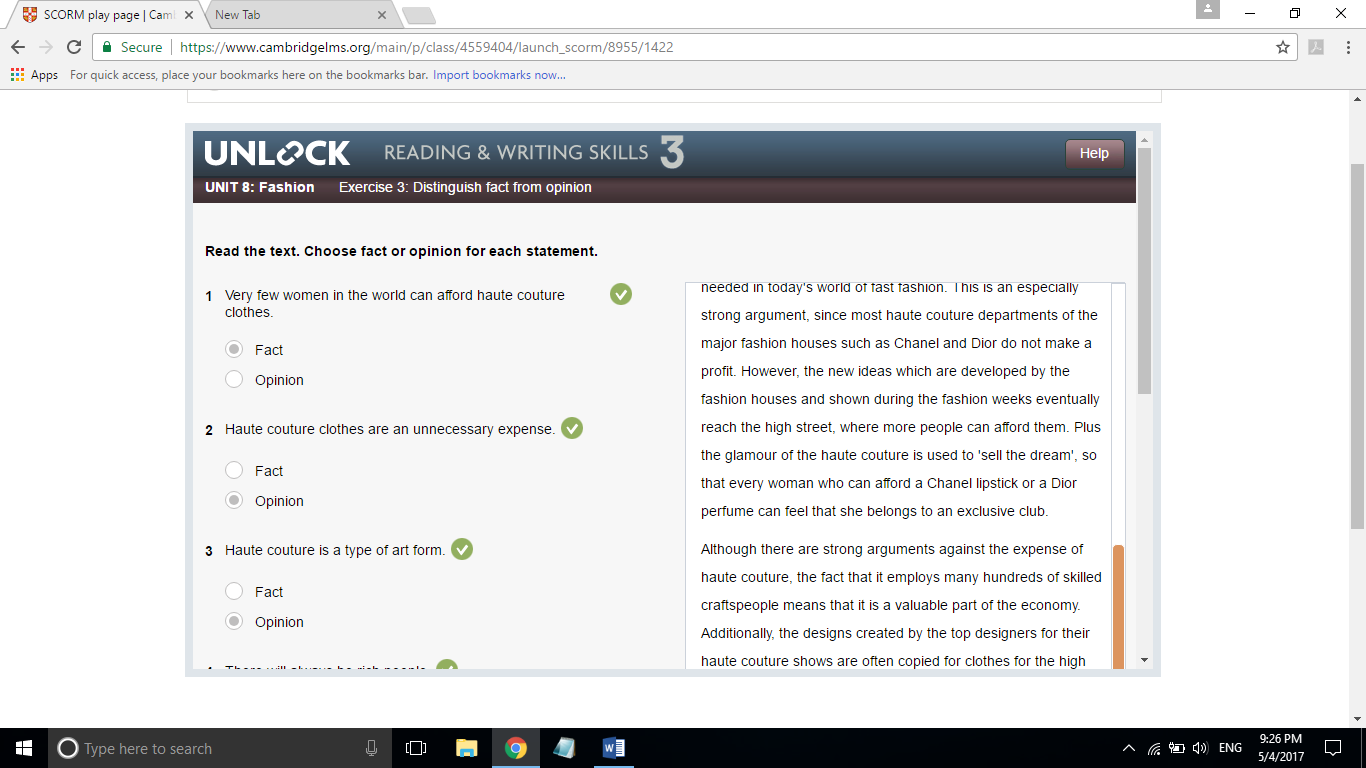 SCORM play page | Cam
New Tab
Secure
https://www.cambridgelms.org/main/p/class/4559404/launch_scorm/8955/1422
Apps
For quick access, place your bookmarks here on the bookmarks bar. Import bookmarks now...
UNLOCK
READING & WRITING SKILLS 3
Help
UNIT 8: Fashion
Exercise 3: Distinguish fact from opinion
Read the text. Choose fact or opinion for each statement.
1 Very few women in the world can afford haute couture
clothes.
Fact
Opinion
2 Haute couture clothes are an unnecessary expense.
Fact
Opinion
3 Haute couture is a type of art form.
Fact
Opinion
There will always be rich people.
needed in today's world of fast fashion. This is an especially
strong argument, since most haute couture departments of the
major fashion houses such as Chanel and Dior do not make a
profit. However, the new ideas which are developed by the
fashion houses and shown during the fashion weeks eventually
reach the high street, where more people can afford them. Plus
the glamour of the haute couture is used to 'sell the dream', so
that every woman who can afford a Chanel lipstick or a Dior
perfume can feel that she belongs to an exclusive club.
Although there are strong arguments against the expense of
haute couture, the fact that it employs many hundreds of skilled
craftspeople means that it is a valuable part of the economy.
Additionally, the designs created by the top designers for their
haute couture shows are often copied for clothes for the high
Type here to search
ENG
9:26 PM
5/4/2017